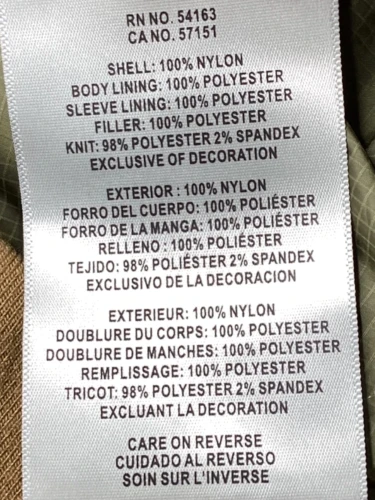 RN NO. 54163
CA NO. 57151
SHELL: 100% NYLON
BODY LINING: 100% POLYESTER
SLEEVE LINING: 100% POLYESTER
FILLER: 100% POLYESTER
KNIT: 98% POLYESTER 2% SPANDEX
EXCLUSIVE OF DECORATION
EXTERIOR : 100% NYLON
FORRO DEL CUERPO: 100% POLIÉSTER
FORRO DE LA MANGA: 100% POLIÉSTER
RELLENO : 100% POLIÉSTER
TEJIDO: 98% POLIÉSTER 2% SPANDEX
EXCLUSIVO DE LA DECORACION
EXTERIEUR: 100% NYLON
DOUBLURE DU CORPS: 100% POLYESTER
DOUBLURE DE MANCHES: 100% POLYESTER
REMPLISSAGE: 100% POLYESTER
TRICOT: 98% POLYESTER 2% SPANDEX
EXCLUANT LA DECORATION
CARE ON REVERSE
CUIDADO AL REVERSO
SOIN SUR L'INVERSE